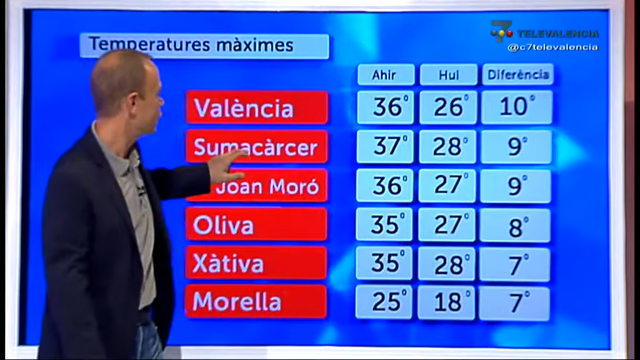 TELEVALENCIA
@c7televalencia
Temperatures màximes
Ahir Hui Diferència
València 36° 26° 10°
Sumacàrcer 37° 28° 9°
Joan Moró 36° 27° 9°
Oliva 35° 27° 8°
Xàtiva 35° 28° 7°
Morella 25° 18° 7°